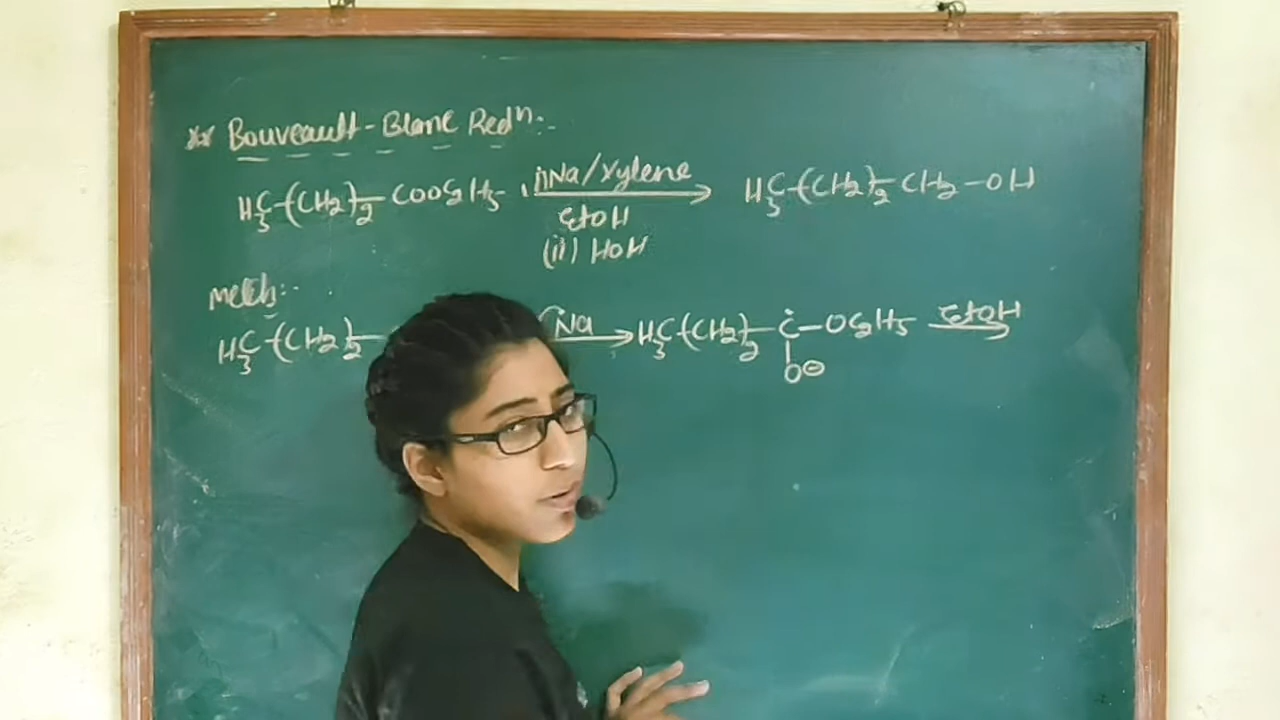 ** Bouveault-Blanc Redⁿ:-
H₃C-(CH₂)₂-COOC₂H₅ , i)Na/Xylene H₃C-(CH₂)₂-CH₂-OH
EtOH
(ii) HOH
Mech:-
H₃C-(CH₂)₂- Na H₃C-(CH₂)₂-Ċ-OC₂H₅ EtOH
O⊖